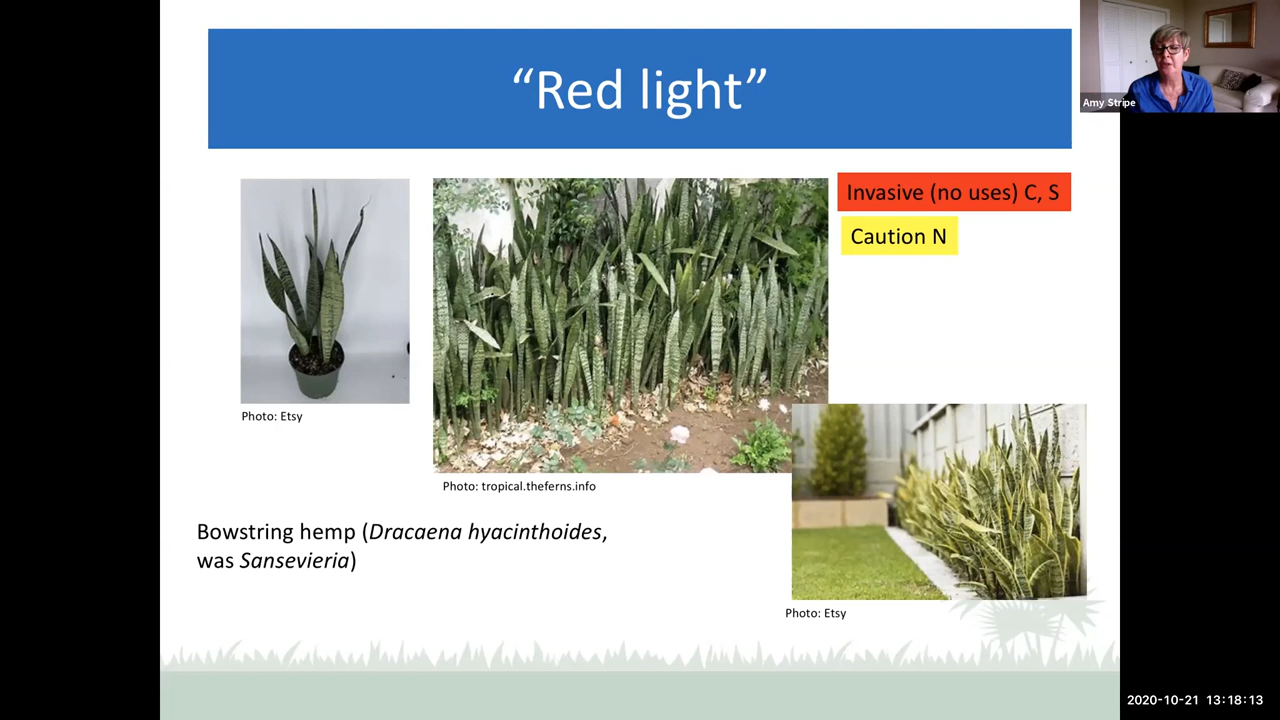 “Red light”
Amy Stripe
Invasive (no uses) C, S
Caution N
Photo: Etsy
Photo: tropical.theferns.info
Bowstring hemp (Dracaena hyacinthoides,
was Sansevieria)
Photo: Etsy
2020-10-21 13:18:13